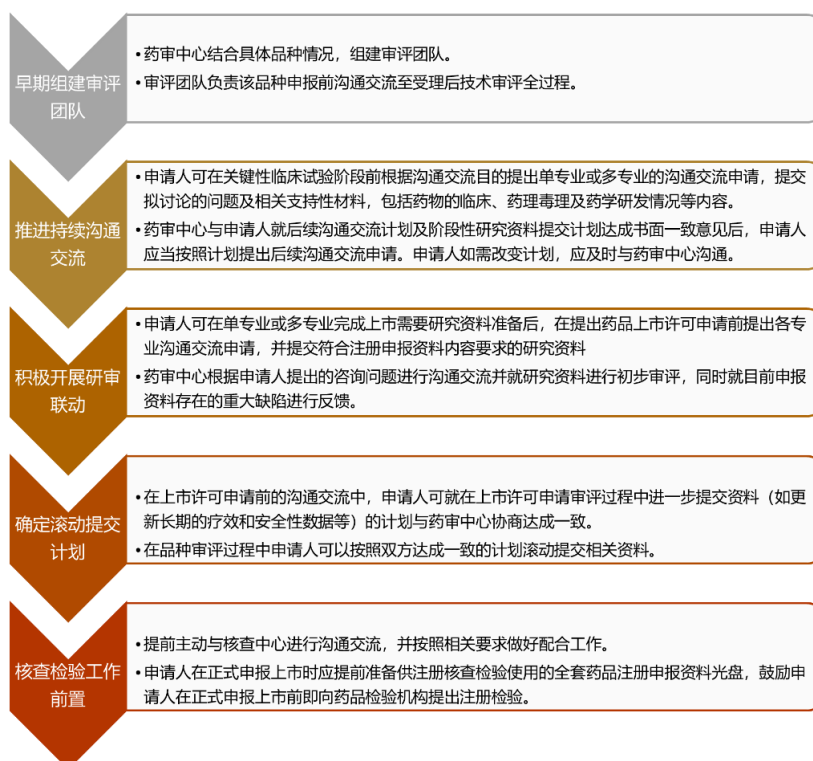 早期组建审评
团队
•药审中心结合具体品种情况，组建审评团队。
•审评团队负责该品种申报前沟通交流至受理后技术审评全过程。
推进持续沟通
交流
•申请人可在关键性临床试验阶段前根据沟通交流目的提出单专业或多专业的沟通交流申请，提交
拟讨论的问题及相关支持性材料，包括药物的临床、药理毒理及药学研发情况等内容。
•药审中心与申请人就后续沟通交流计划及阶段性研究资料提交计划达成书面一致意见后，申请人
应当按照计划提出后续沟通交流申请。申请人如需改变计划，应及时与药审中心沟通。
积极开展研审
联动
•申请人可在单专业或多专业完成上市需要研究资料准备后，在提出药品上市许可申请前提出各专
业沟通交流申请，并提交符合注册申报资料内容要求的研究资料
•药审中心根据申请人提出的咨询问题进行沟通交流并就研究资料进行初步审评，同时就目前申报
资料存在的重大缺陷进行反馈。
确定滚动提交
计划
•在上市许可申请前的沟通交流中，申请人可就在上市许可申请审评过程中进一步提交资料（如更
新长期的疗效和安全性数据等）的计划与药审中心协商达成一致。
•在品种审评过程中申请人可以按照双方达成一致的计划滚动提交相关资料。
核查检验工作
前置
•提前主动与核查中心进行沟通交流，并按照相关要求做好配合工作。
•申请人在正式申报上市时应提前准备供注册核查检验使用的全套药品注册申报资料光盘，鼓励申
请人在正式申报上市前即向药品检验机构提出注册检验。